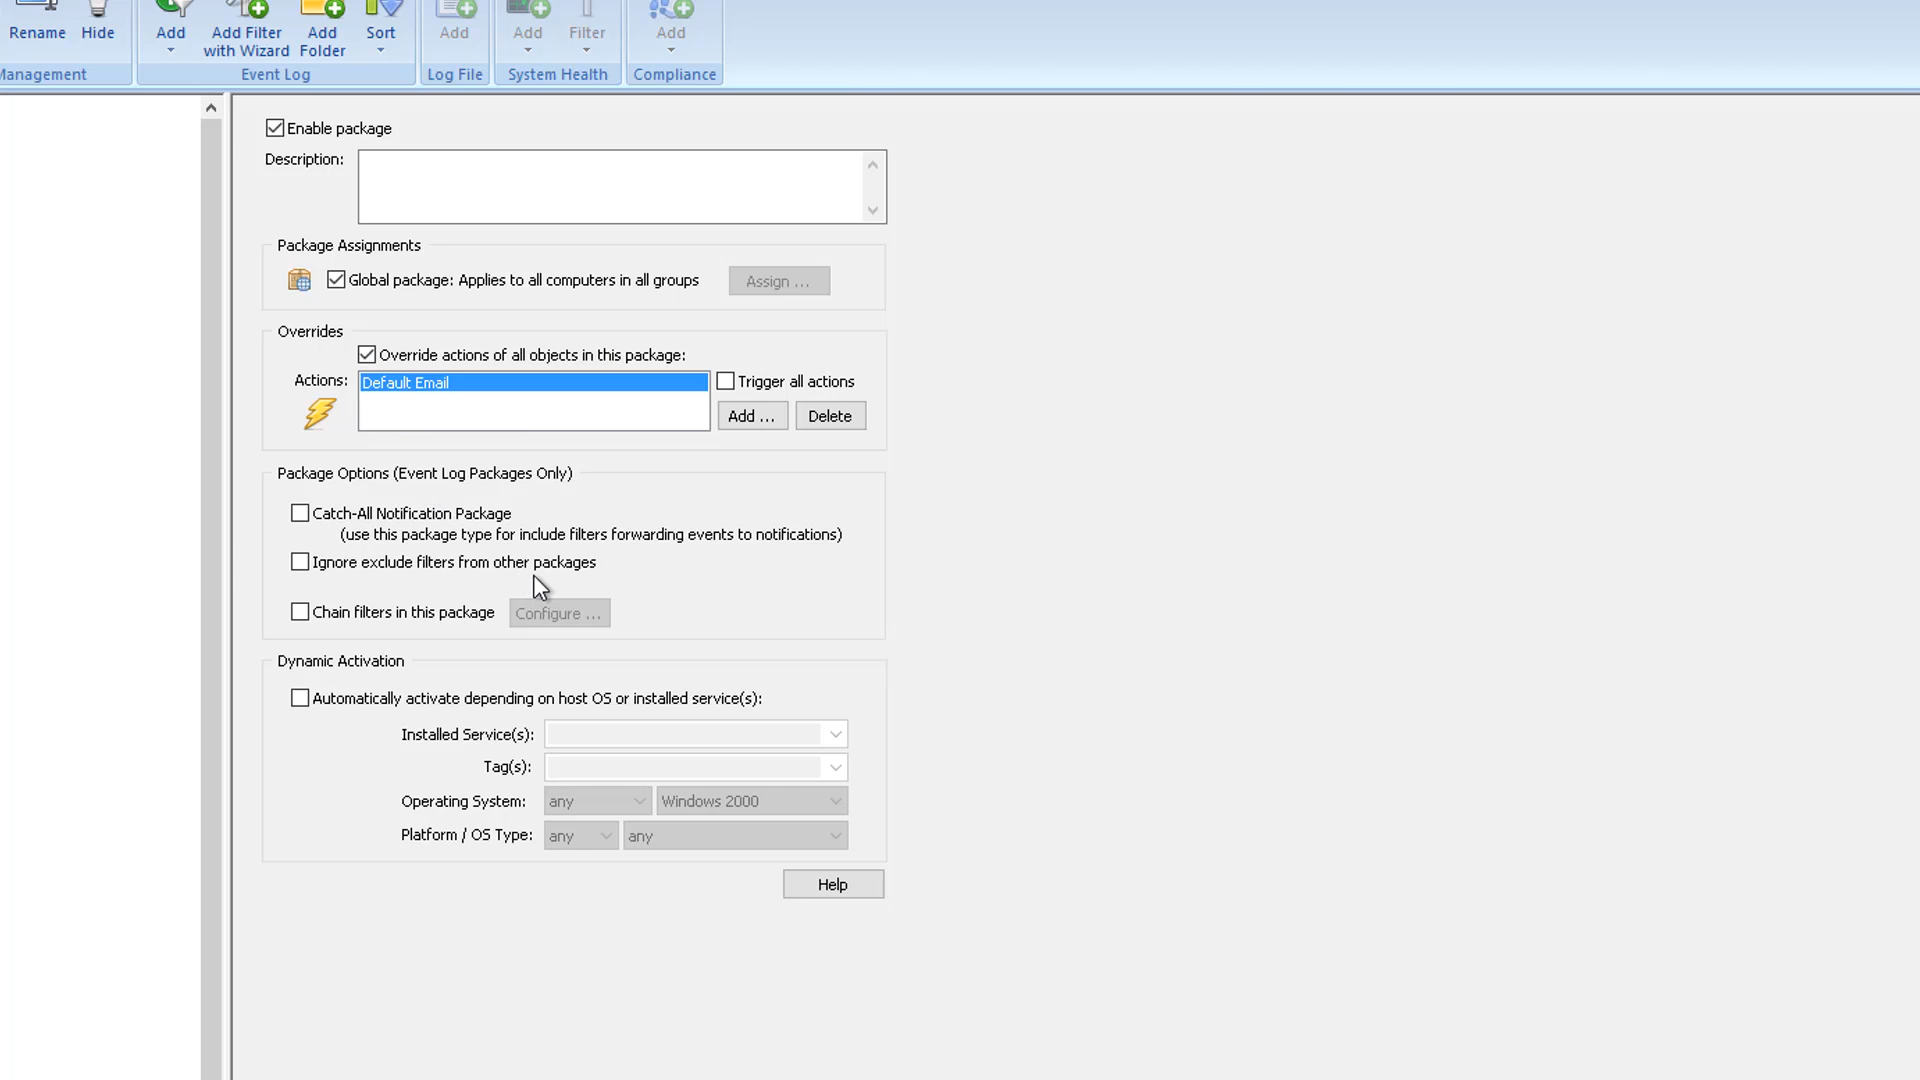 Rename Hide Add Add Filter Add Sort Add Add Filter Add
with Wizard Folder
Management Event Log Log File System Health Compliance
Enable package
Description:
Package Assignments
Global package: Applies to all computers in all groups Assign ...
Overrides
Override actions of all objects in this package:
Actions: Default Email Trigger all actions
Add ... Delete
Package Options (Event Log Packages Only)
Catch-All Notification Package
(use this package type for include filters forwarding events to notifications)
Ignore exclude filters from other packages
Chain filters in this package Configure ...
Dynamic Activation
Automatically activate depending on host OS or installed service(s):
Installed Service(s):
Tag(s):
Operating System: any Windows 2000
Platform / OS Type: any any
Help